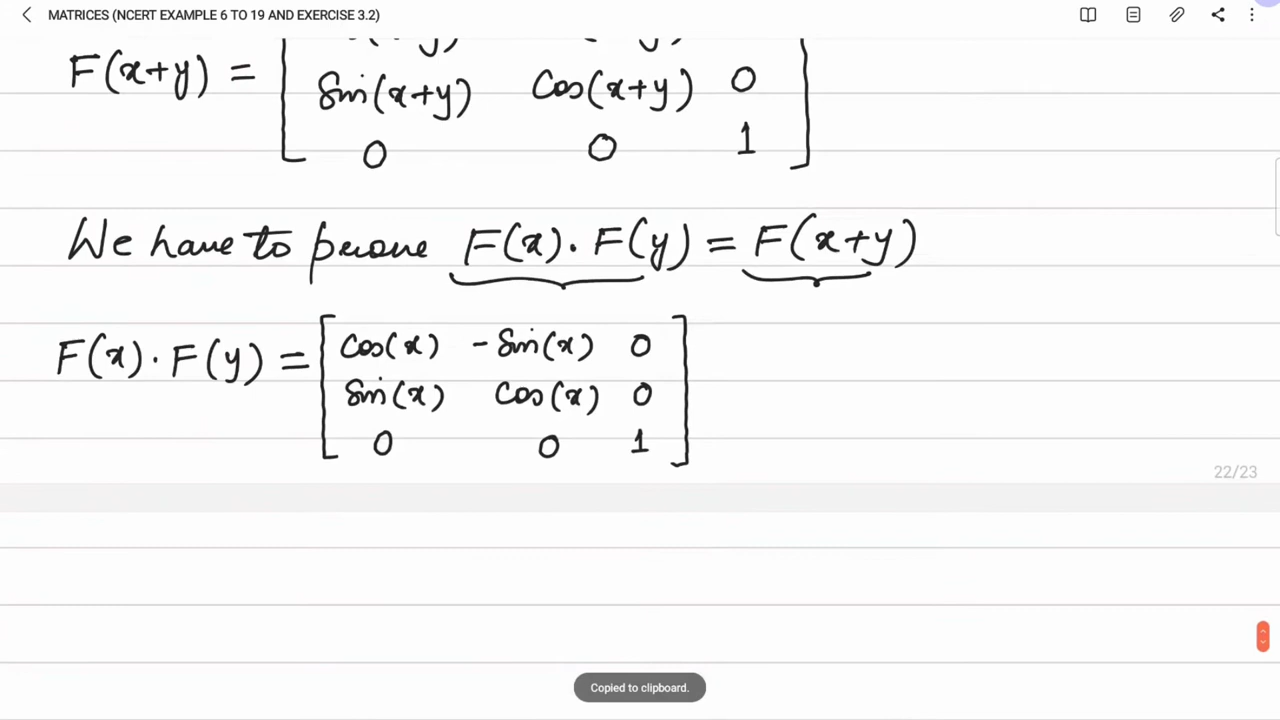 MATRICES (NCERT EXAMPLE 6 TO 19 AND EXERCISE 3.2)
F(x+y) =
Sin(x+y) Cos(x+y) 0
0 0 1
We have to prove F(x) . F(y) = F(x+y)
F(x) . F(y) = [ Cos(x) - Sin(x) 0 ]
Sin(x) Cos(x) 0
0 0 1
22/23
Copied to clipboard.